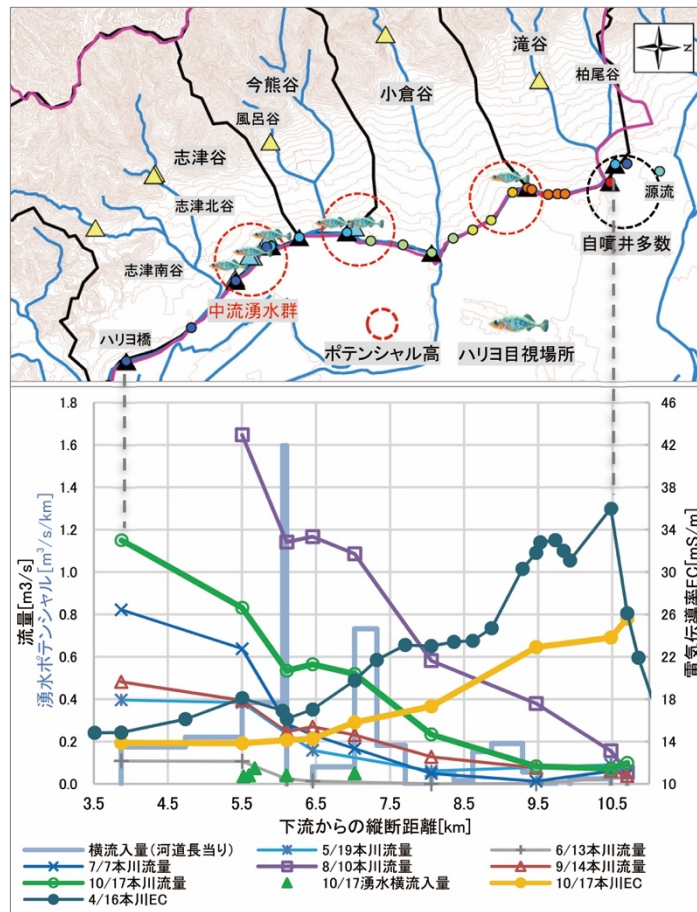 滝谷
柏尾谷
今熊谷
小倉谷
風呂谷
志津谷
志津北谷
源流
自噴井多数
志津南谷
中流湧水群
ハリヨ橋
ポテンシャル高
ハリヨ目視場所
流量[m3/s]
湧水ポテンシャル[m³/s/km]
1.8
1.6
1.4
1.2
1.0
0.8
0.6
0.4
0.2
0.0
46
42
38
34
30
26
22
18
14
10
電気伝導率EC[mS/m]
3.5 4.5 5.5 6.5 7.5 8.5 9.5 10.5
下流からの縦断距離[km]
横流入量(河道長当り) 5/19本川流量 6/13本川流量
7/7本川流量 8/10本川流量 9/14本川流量
10/17本川流量 10/17湧水横流入量 10/17本川EC
4/16本川EC